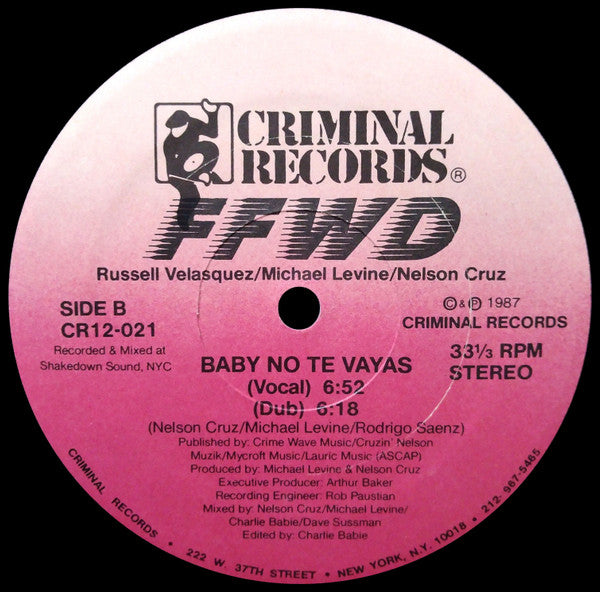 CRIMINAL
RECORDS®
FFWD
Russell Velasquez/Michael Levine/Nelson Cruz
SIDE B
CR12-021
Recorded & Mixed at
Shakedown Sound, NYC
©&℗ 1987
CRIMINAL RECORDS
33⅓ RPM
STEREO
BABY NO TE VAYAS
(Vocal) 6:52
(Dub) 6:18
(Nelson Cruz/Michael Levine/Rodrigo Saenz)
Published by: Crime Wave Music/Cruzin' Nelson
Muzik/Mycroft Music/Lauric Music (ASCAP)
Produced by: Michael Levine & Nelson Cruz
Executive Producer: Arthur Baker
Recording Engineer: Rob Paustian
Mixed by: Nelson Cruz/Michael Levine/
Charlie Babie/Dave Sussman
Edited by: Charlie Babie
CRIMINAL RECORDS • 222 W. 37TH STREET • NEW YORK, N.Y. 10018 • 212-967-5465